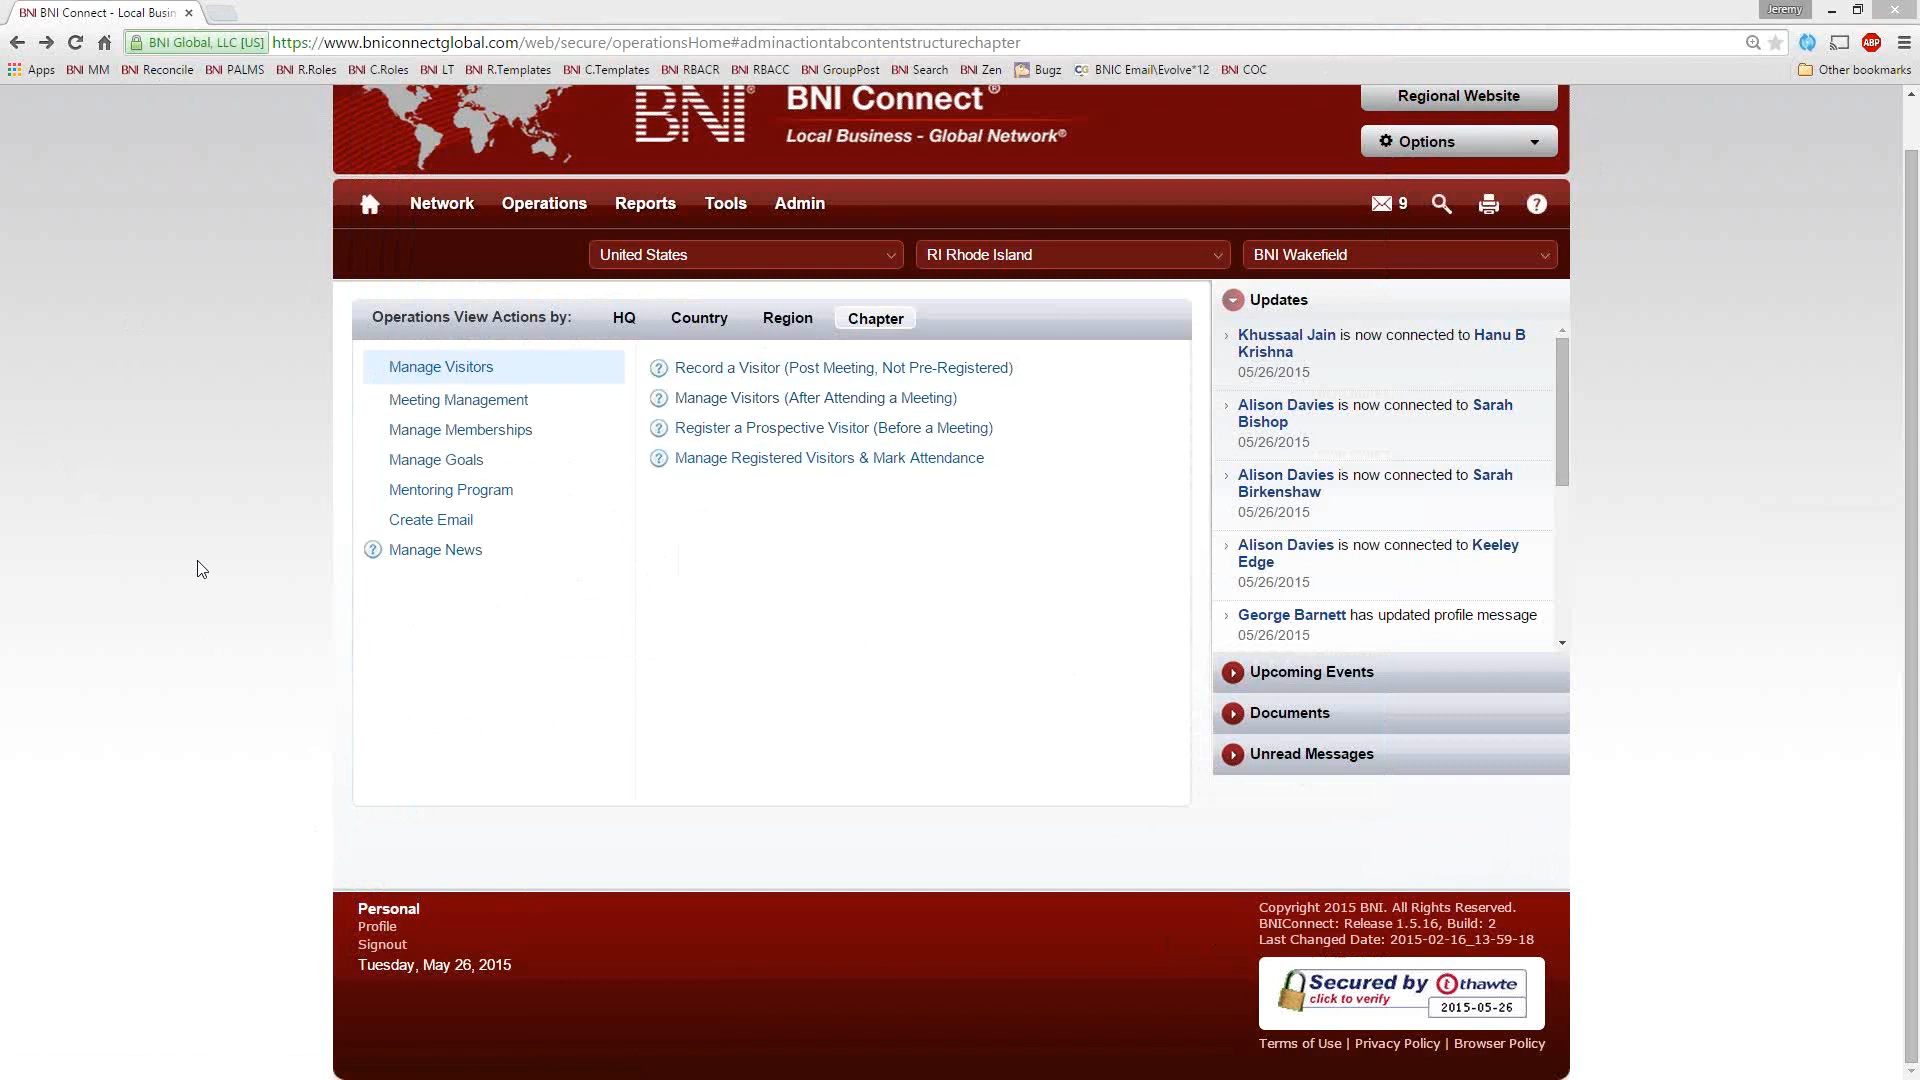 BNI BNI Connect - Local Busin
Jeremy
BNI Global, LLC [US] https://www.bniconnectglobal.com/web/secure/operationsHome#adminactiontabcontentstructurechapter
ABP
Apps BNI MM BNI Reconcile BNI PALMS BNI R.Roles BNI C.Roles BNI LT BNI R.Templates BNI C.Templates BNI RBACR BNI RBACC BNI GroupPost BNI Search BNI Zen Bugz CG BNIC Email\Evolve*12 BNI COC Other bookmarks
BNI® BNI Connect®
Local Business - Global Network®
Regional Website
Options
Network Operations Reports Tools Admin 9
United States RI Rhode Island BNI Wakefield
Operations View Actions by: HQ Country Region Chapter
Manage Visitors
Meeting Management
Manage Memberships
Manage Goals
Mentoring Program
Create Email
? Manage News
? Record a Visitor (Post Meeting, Not Pre-Registered)
? Manage Visitors (After Attending a Meeting)
? Register a Prospective Visitor (Before a Meeting)
? Manage Registered Visitors & Mark Attendance
Updates
Khussaal Jain is now connected to Hanu B
Krishna
05/26/2015
Alison Davies is now connected to Sarah
Bishop
05/26/2015
Alison Davies is now connected to Sarah
Birkenshaw
05/26/2015
Alison Davies is now connected to Keeley
Edge
05/26/2015
George Barnett has updated profile message
05/26/2015
Upcoming Events
Documents
Unread Messages
Personal
Profile
Signout
Tuesday, May 26, 2015
Copyright 2015 BNI. All Rights Reserved.
BNIConnect: Release 1.5.16, Build: 2
Last Changed Date: 2015-02-16_13-59-18
Secured by thawte
click to verify
2015-05-26
Terms of Use | Privacy Policy | Browser Policy